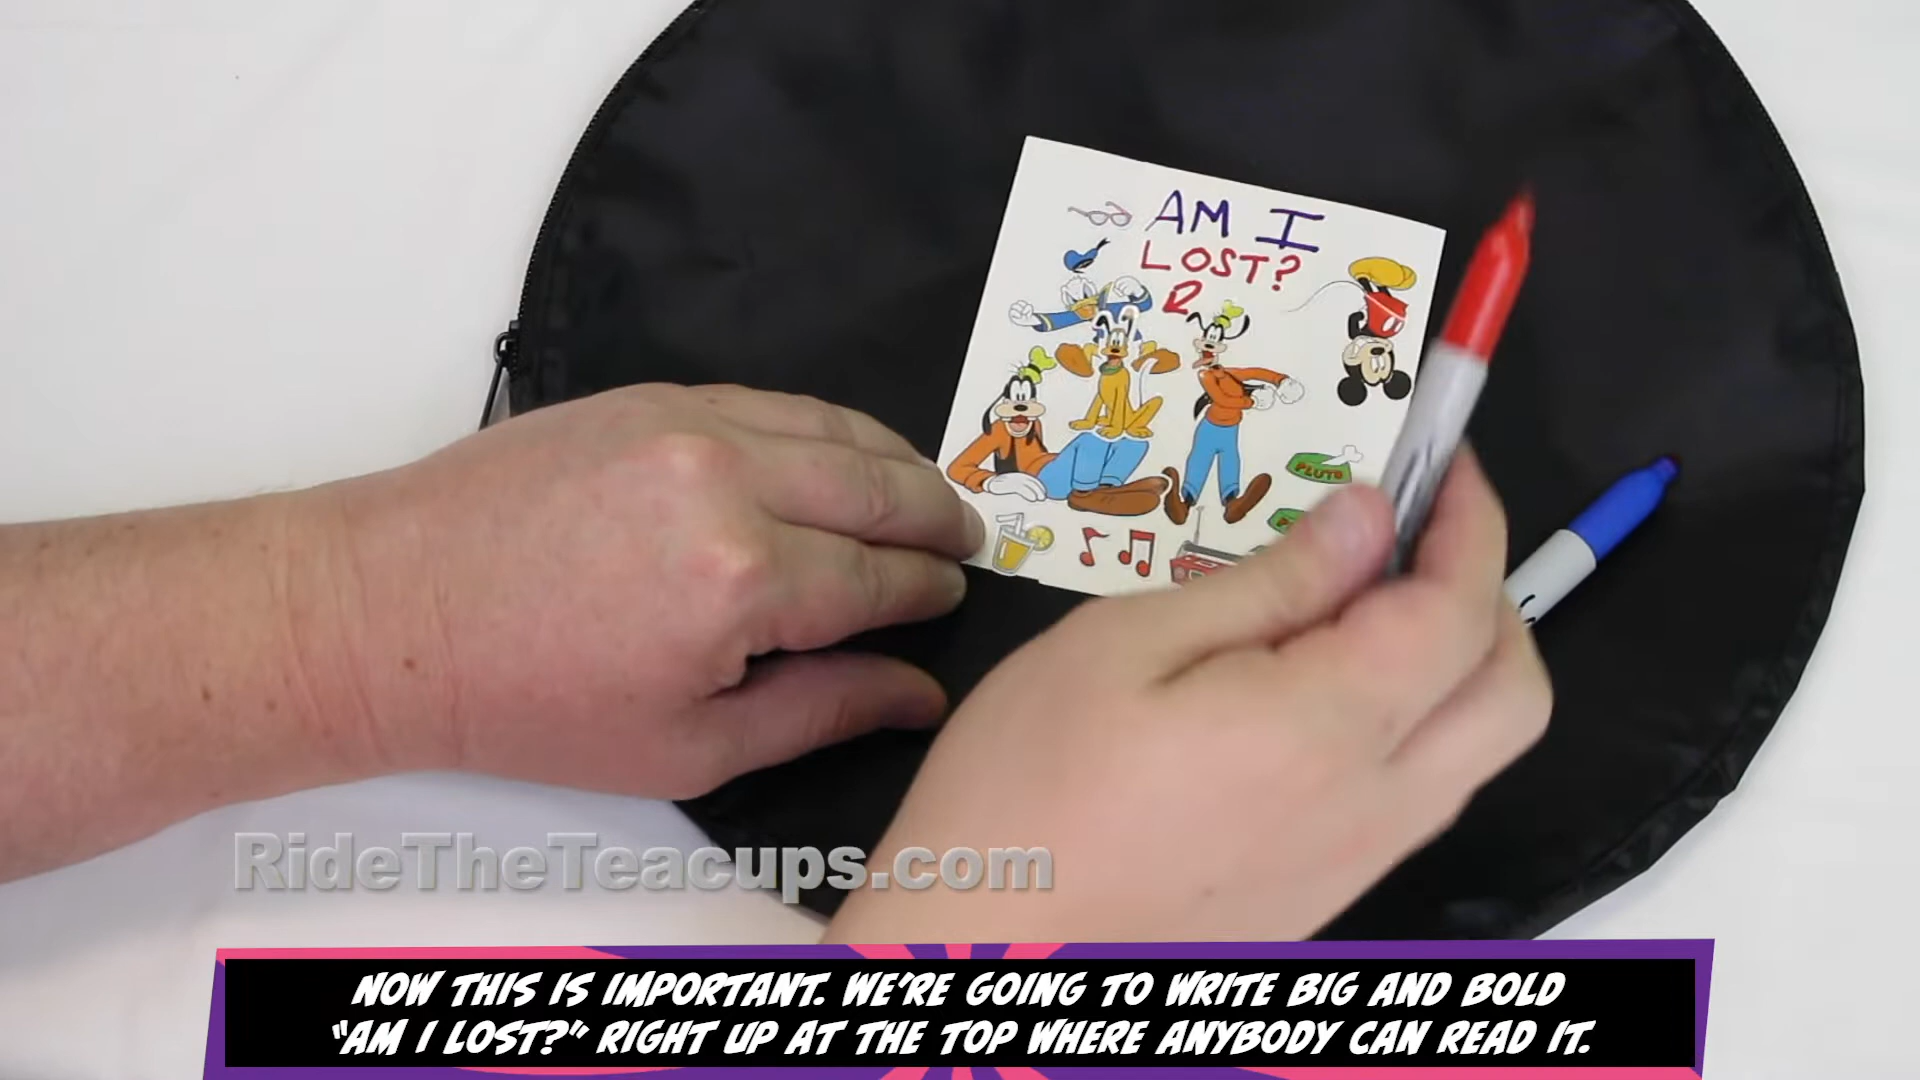 AM I
LOST?
PLUTO
RideTheTeacups.com
NOW THIS IS IMPORTANT. WE'RE GOING TO WRITE BIG AND BOLD
"AM I LOST?" RIGHT UP AT THE TOP WHERE ANYBODY CAN READ IT.